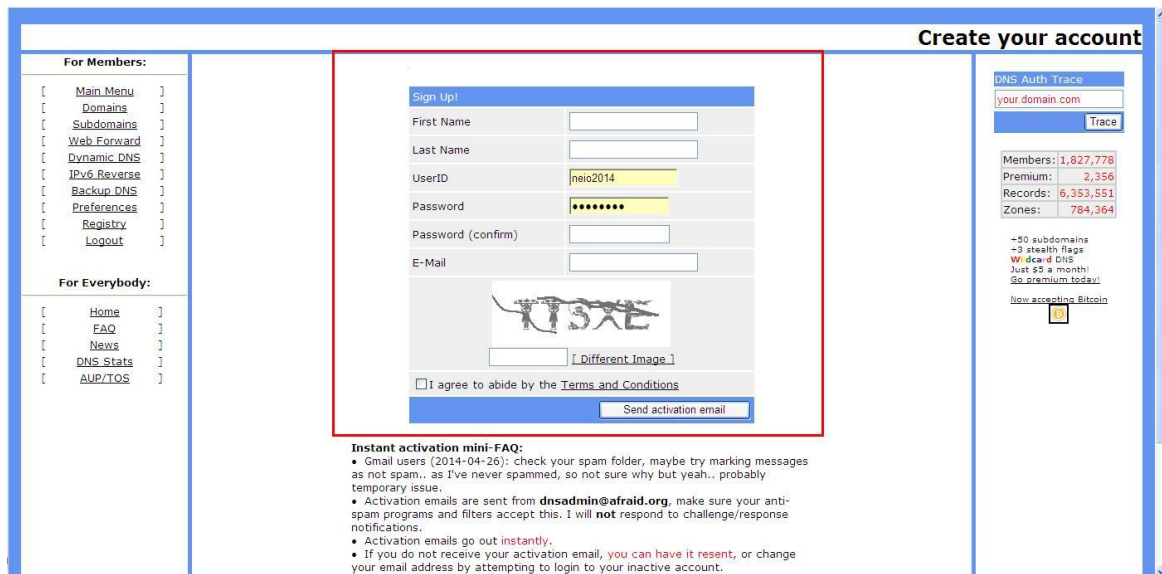 Create your account
For Members:
[ Main Menu ]
[ Domains ]
[ Subdomains ]
[ Web Forward ]
[ Dynamic DNS ]
[ IPv6 Reverse ]
[ Backup DNS ]
[ Preferences ]
[ Registry ]
[ Logout ]
For Everybody:
[ Home ]
[ FAQ ]
[ News ]
[ DNS Stats ]
[ AUP/TOS ]
Sign Up!
First Name
Last Name
UserID neio2014
Password ●●●●●●●●
Password (confirm)
E-Mail
[ Different Image ]
I agree to abide by the Terms and Conditions
Send activation email
Instant activation mini-FAQ:
• Gmail users (2014-04-26): check your spam folder, maybe try marking messages
as not spam.. as I've never spammed, so not sure why but yeah.. probably
temporary issue.
• Activation emails are sent from dnsadmin@afraid.org, make sure your anti-
spam programs and filters accept this. I will not respond to challenge/response
notifications.
• Activation emails go out instantly.
• If you do not receive your activation email, you can have it resent, or change
your email address by attempting to login to your inactive account.
DNS Auth Trace
your.domain.com
Trace
Members: 1,827,778
Premium: 2,356
Records: 6,353,551
Zones: 784,364
+50 subdomains
+3 stealth flags
Wildcard DNS
Just $5 a month!
Go premium today!
Now accepting Bitcoin